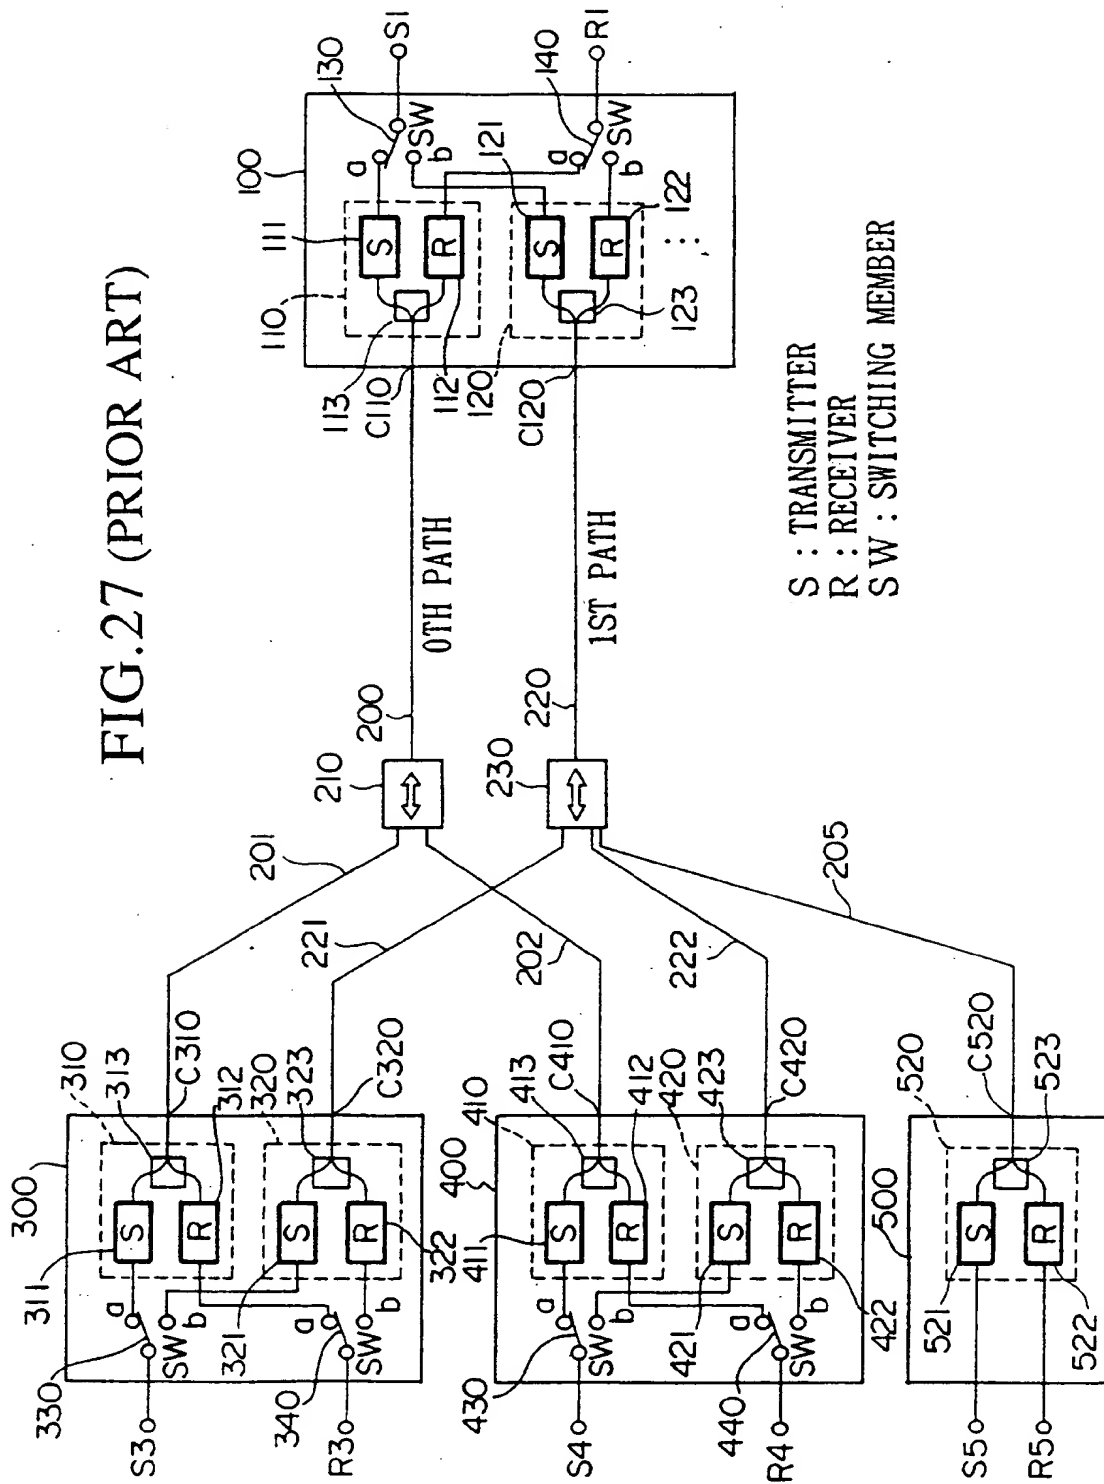 FIG.27 (PRIOR ART)
300
310
313
C310
311
S
R
312
330
a
SW
b
S3
320
323
C320
321
S
R
322
340
a
SW
b
R3
201
221
210
200
0TH PATH
230
220
1ST PATH
202
222
205
400
410
413
C410
411
S
R
412
430
a
SW
b
S4
420
423
C420
421
S
R
422
440
a
SW
b
R4
500
520
C520
523
521
S
R
522
S5
R5
100
110
111
S
R
113
C110
112
a
130
SW
b
S1
120
121
S
R
122
123
C120
a
140
b
R1
S : TRANSMITTER
R : RECEIVER
S W : SWITCHING MEMBER